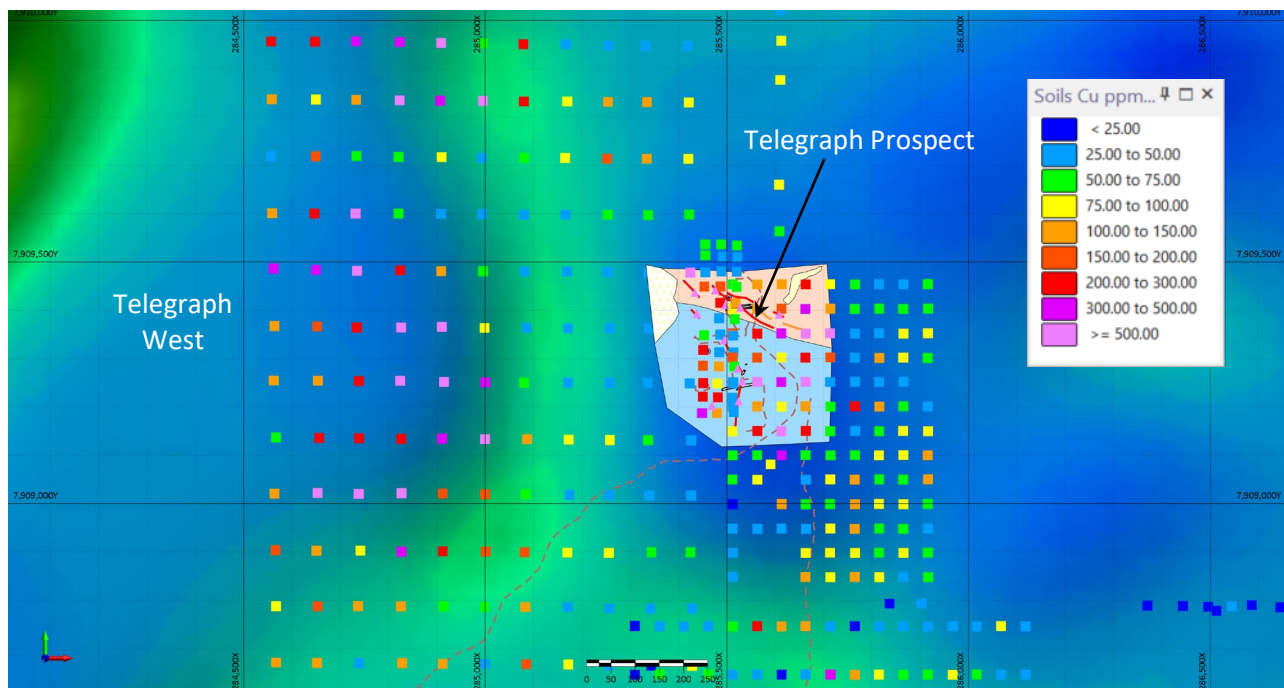 7,910,000Y
7,910,000Y
284,500X
285,000X
285,500X
286,000X
286,500X
Soils Cu ppm...
< 25.00
25.00 to 50.00
50.00 to 75.00
75.00 to 100.00
100.00 to 150.00
150.00 to 200.00
200.00 to 300.00
300.00 to 500.00
>= 500.00
Telegraph Prospect
7,909,500Y
7,909,500Y
Telegraph
West
7,909,000Y
7,909,000Y
284,500X
285,000X
285,500X
286,000X
286,500X
0 50 100 150 200 250